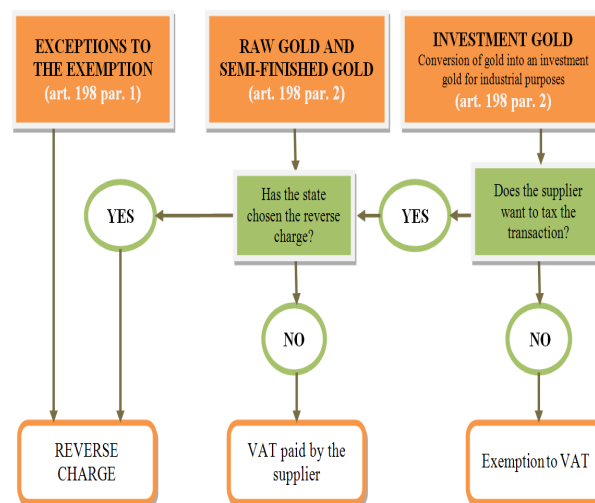 EXCEPTIONS TO
THE EXEMPTION
(art. 198 par. 1)
RAW GOLD AND
SEMI-FINISHED GOLD
(art. 198 par. 2)
INVESTMENT GOLD
Conversion of gold into an investment
gold for industrial purposes
(art. 198 par. 2)
YES
Has the state
chosen the reverse
charge?
YES
Does the supplier
want to tax the
transaction?
NO
NO
REVERSE
CHARGE
VAT paid by the
supplier
Exemption to VAT